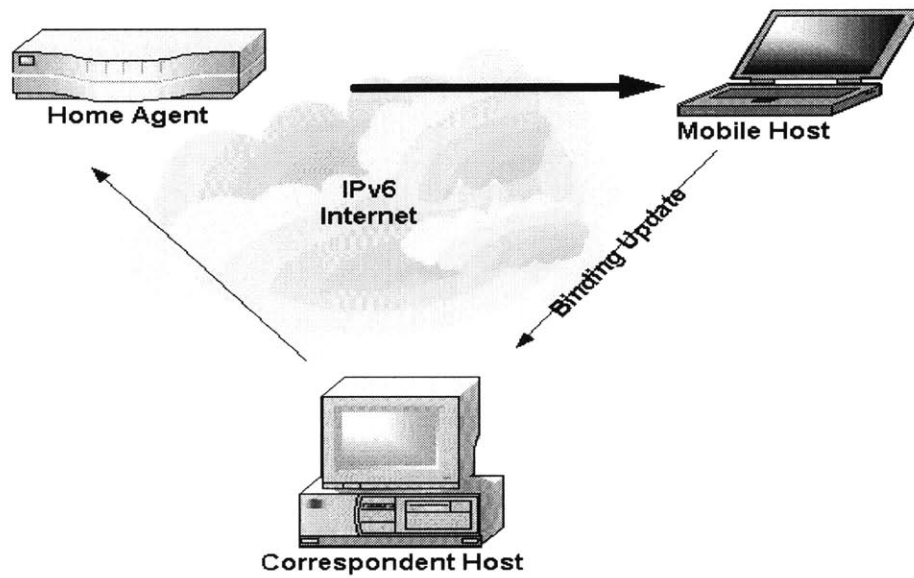 Home Agent
Mobile Host
IPv6
Internet
Binding Update
Correspondent Host